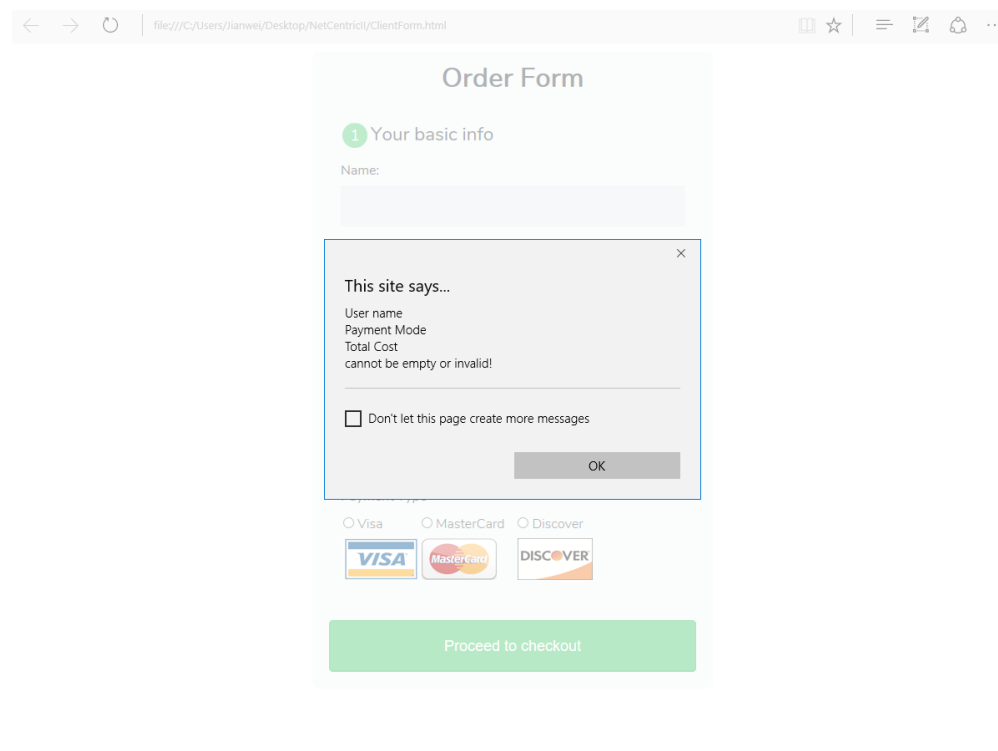 file:///C:/Users/Jianwei/Desktop/NetCentricII/ClientForm.html
Order Form
1 Your basic info
Name:
This site says...
User name
Payment Mode
Total Cost
cannot be empty or invalid!
Don't let this page create more messages
OK
Visa MasterCard Discover
VISA MasterCard DISCOVER
Proceed to checkout